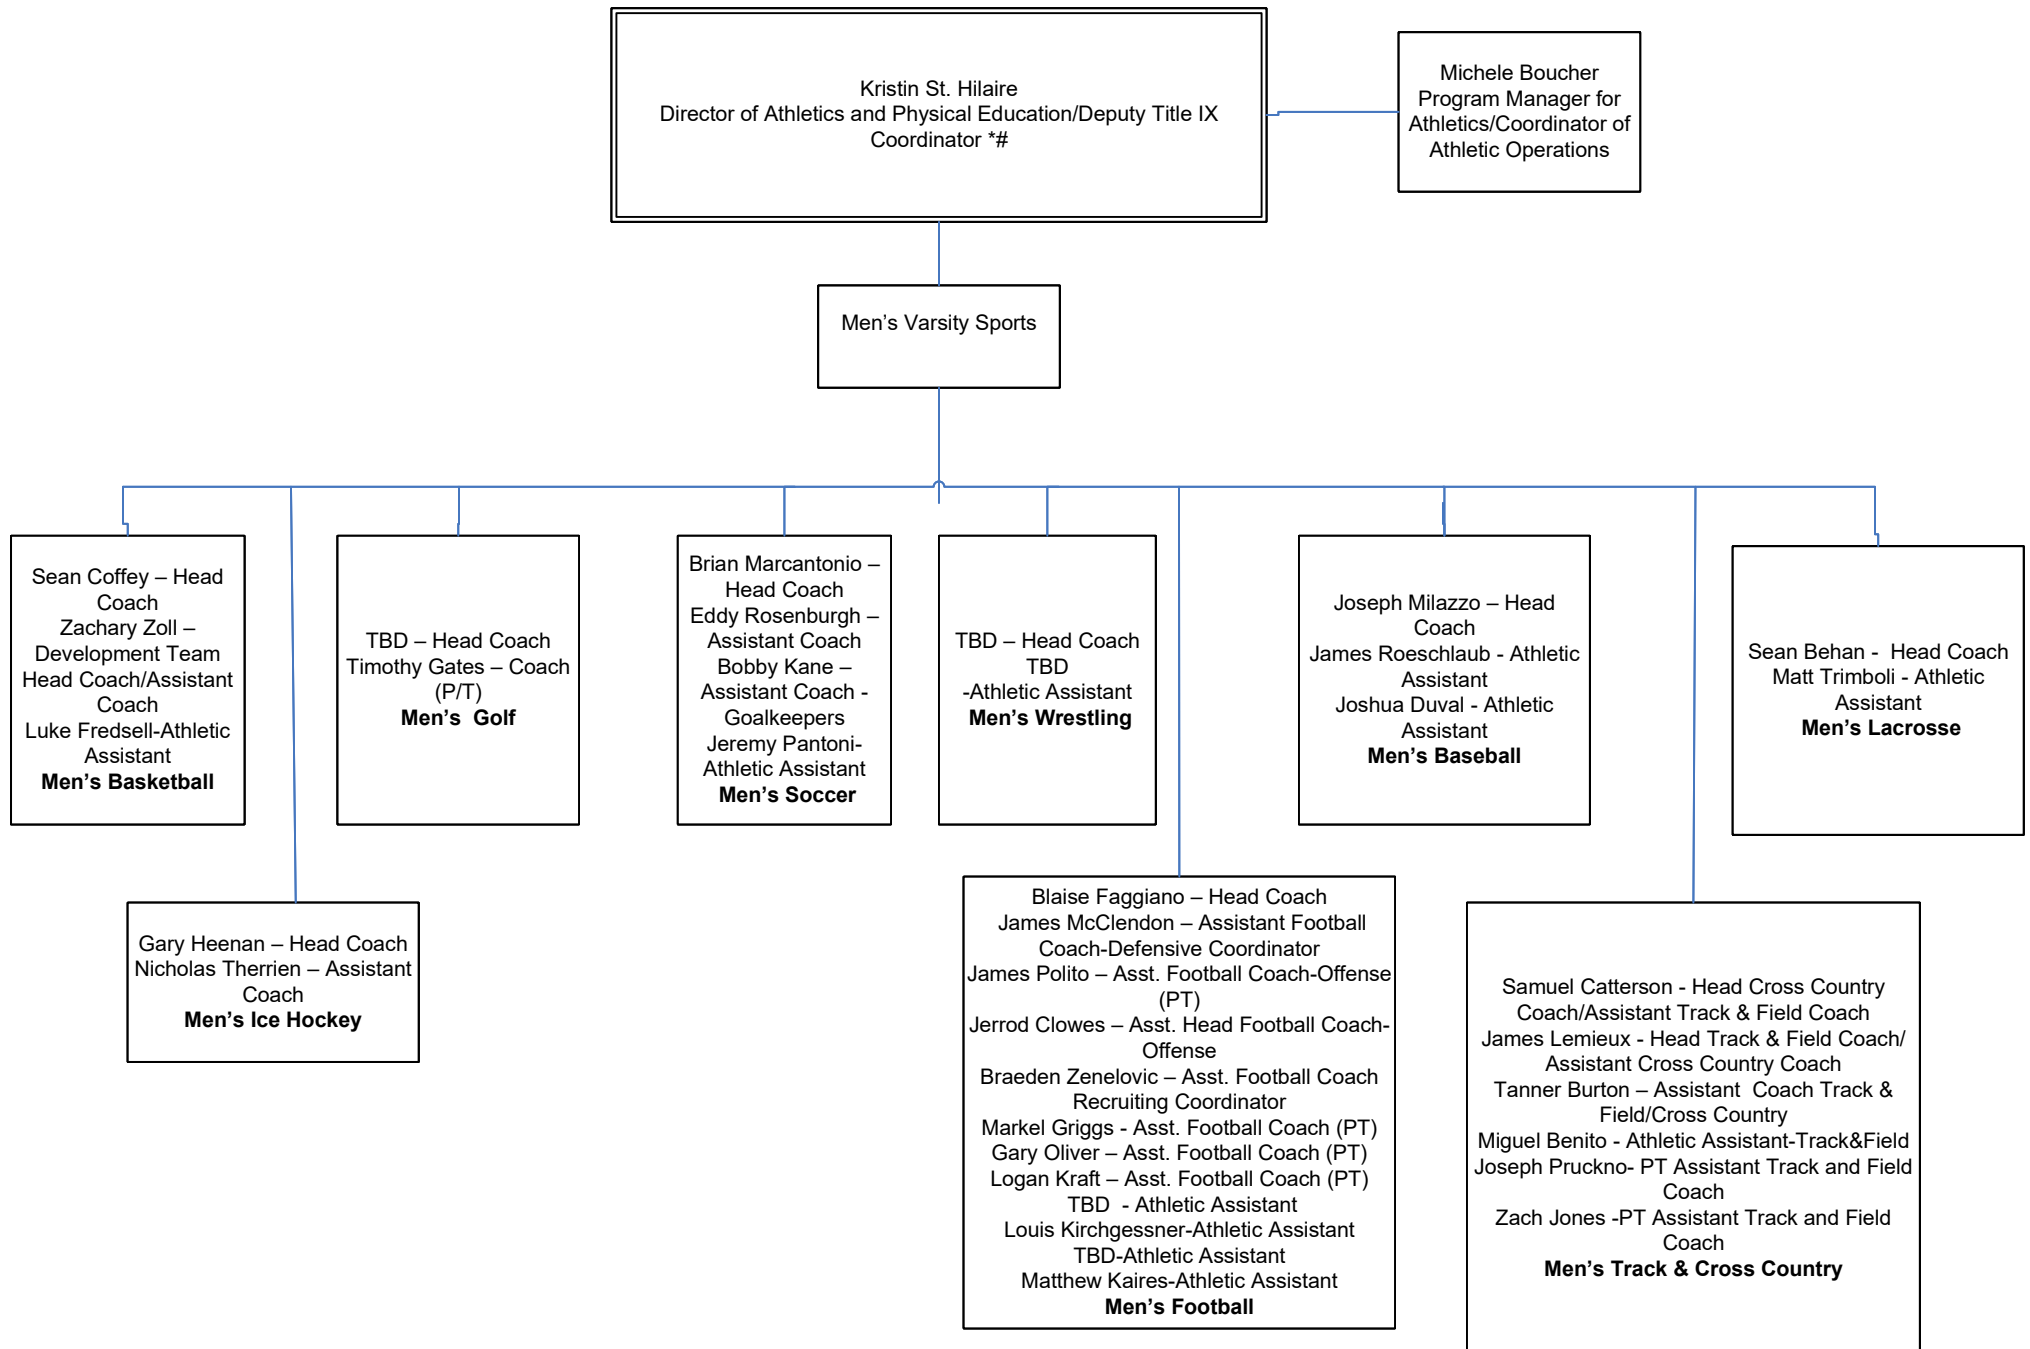 Kristin St. Hilaire
Director of Athletics and Physical Education/Deputy Title IX
Coordinator *#
Michele Boucher
Program Manager for
Athletics/Coordinator of
Athletic Operations
Men’s Varsity Sports
Sean Coffey – Head
Coach
Zachary Zoll –
Development Team
Head Coach/Assistant
Coach
Luke Fredsell-Athletic
Assistant
Men’s Basketball
TBD – Head Coach
Timothy Gates – Coach
(P/T)
Men’s  Golf
Brian Marcantonio –
Head Coach
Eddy Rosenburgh –
Assistant Coach
Bobby Kane –
Assistant Coach -
Goalkeepers
Jeremy Pantoni-
Athletic Assistant
Men’s Soccer
TBD – Head Coach
TBD
-Athletic Assistant
Men’s Wrestling
Joseph Milazzo – Head
Coach
James Roeschlaub - Athletic
Assistant
Joshua Duval - Athletic
Assistant
Men’s Baseball
Sean Behan -  Head Coach
Matt Trimboli - Athletic
Assistant
Men’s Lacrosse
Gary Heenan – Head Coach
Nicholas Therrien – Assistant
Coach
Men’s Ice Hockey
Blaise Faggiano – Head Coach
James McClendon – Assistant Football
Coach-Defensive Coordinator
James Polito – Asst. Football Coach-Offense
(PT)
Jerrod Clowes – Asst. Head Football Coach-
Offense
Braeden Zenelovic – Asst. Football Coach
Recruiting Coordinator
Markel Griggs - Asst. Football Coach (PT)
Gary Oliver – Asst. Football Coach (PT)
Logan Kraft – Asst. Football Coach (PT)
TBD  - Athletic Assistant
Louis Kirchgessner-Athletic Assistant
TBD-Athletic Assistant
Matthew Kaires-Athletic Assistant
Men’s Football
Samuel Catterson - Head Cross Country
Coach/Assistant Track & Field Coach
James Lemieux - Head Track & Field Coach/
Assistant Cross Country Coach
Tanner Burton – Assistant  Coach Track &
Field/Cross Country
Miguel Benito - Athletic Assistant-Track&Field
Joseph Pruckno- PT Assistant Track and Field
Coach
Zach Jones -PT Assistant Track and Field
Coach
Men’s Track & Cross Country